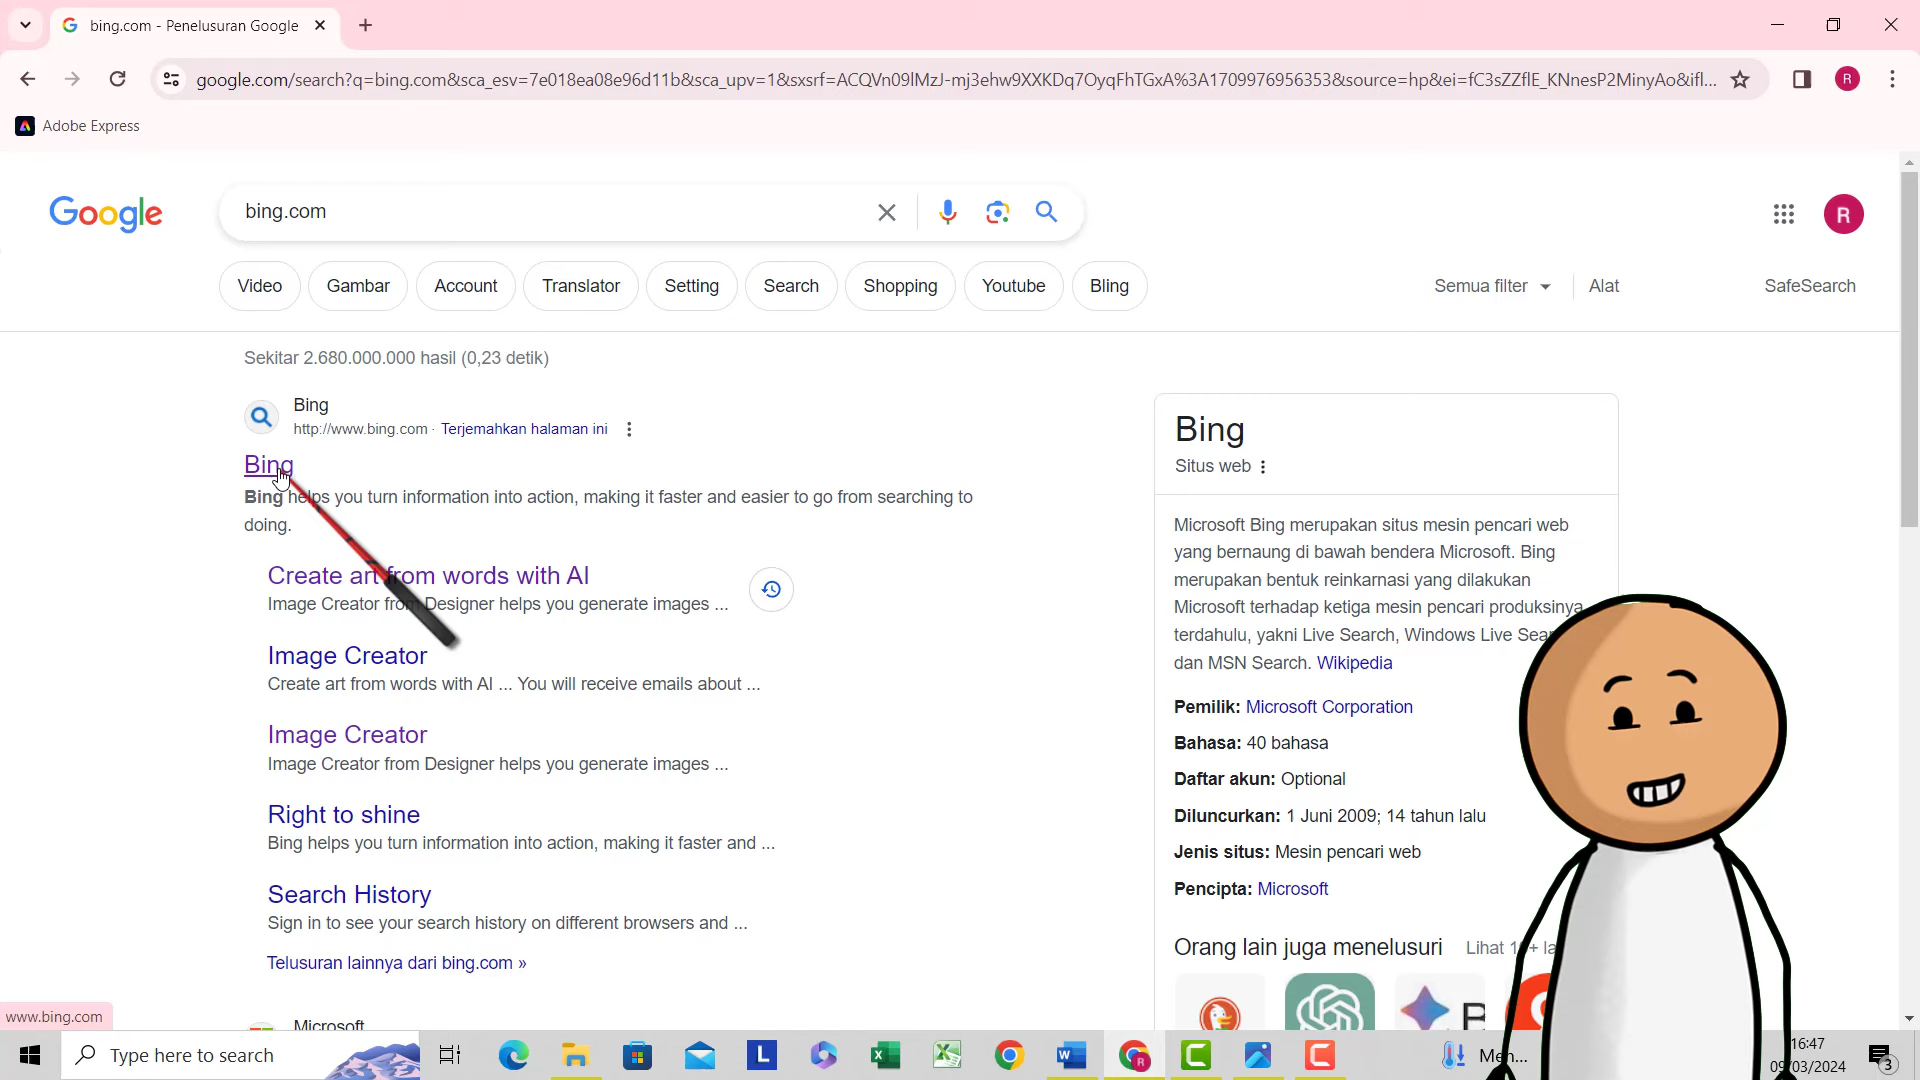 bing.com - Penelusuran Google
google.com/search?q=bing.com&sca_esv=7e018ea08e96d11b&sca_upv=1&sxsrf=ACQVn09lMzJ-mj3ehw9XXKDq7OyqFhTGxA%3A1709976956353&source=hp&ei=fC3sZZflE_KNnesP2MinyAo&ifl...
R
Adobe Express
Google
bing.com
R
Video
Gambar
Account
Translator
Setting
Search
Shopping
Youtube
Bling
Semua filter
Alat
SafeSearch
Sekitar 2.680.000.000 hasil (0,23 detik)
Bing
http://www.bing.com · Terjemahkan halaman ini
Bing
Bing helps you turn information into action, making it faster and easier to go from searching to
doing.
Create art from words with AI
Image Creator from Designer helps you generate images ...
Image Creator
Create art from words with AI ... You will receive emails about ...
Image Creator
Image Creator from Designer helps you generate images ...
Right to shine
Bing helps you turn information into action, making it faster and ...
Search History
Sign in to see your search history on different browsers and ...
Telusuran lainnya dari bing.com »
Microsoft
Bing
Situs web
Microsoft Bing merupakan situs mesin pencari web
yang bernaung di bawah bendera Microsoft. Bing
merupakan bentuk reinkarnasi yang dilakukan
Microsoft terhadap ketiga mesin pencari produksinya
terdahulu, yakni Live Search, Windows Live
dan MSN Search. Wikipedia
Pemilik: Microsoft Corporation
Bahasa: 40 bahasa
Daftar akun: Optional
Diluncurkan: 1 Juni 2009; 14 tahun lalu
Jenis situs: Mesin pencari web
Pencipta: Microsoft
Orang lain juga menelusuri
Lihat
www.bing.com
Type here to search
L
Men...
16:47
09/03/2024
3